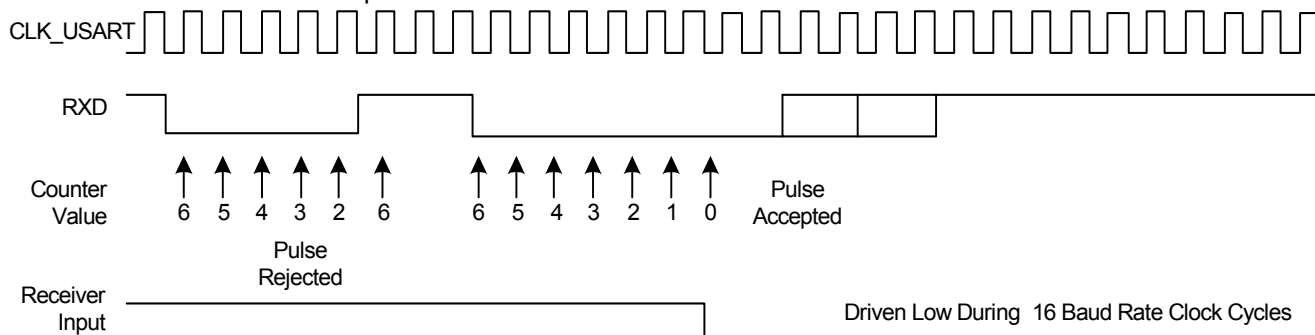 CLK_USART
RXD
Counter
Value
6 5 4 3 2 6 6 5 4 3 2 1 0
Pulse
Accepted
Pulse
Rejected
Receiver
Input
Driven Low During 16 Baud Rate Clock Cycles